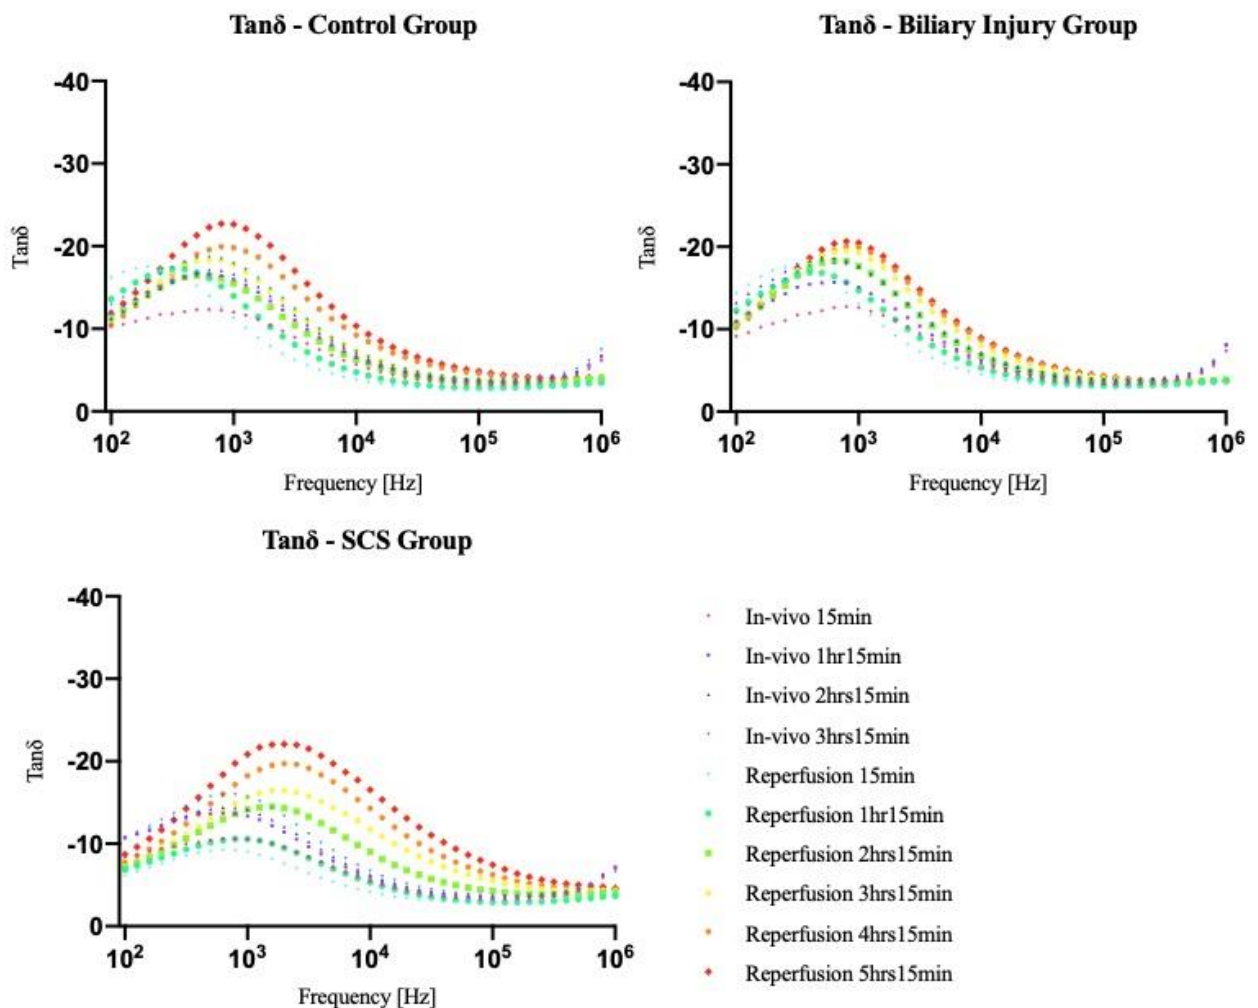 Tanδ - Control Group
-40
-30
-20
-10
0
Tanδ
10²
10³
10⁴
10⁵
10⁶
Frequency [Hz]
Tanδ - Biliary Injury Group
-40
-30
-20
-10
0
Tanδ
10²
10³
10⁴
10⁵
10⁶
Frequency [Hz]
Tanδ - SCS Group
-40
-30
-20
-10
0
Tanδ
10²
10³
10⁴
10⁵
10⁶
Frequency [Hz]
In-vivo 15min
In-vivo 1hr15min
In-vivo 2hrs15min
In-vivo 3hrs15min
Reperfusion 15min
Reperfusion 1hr15min
Reperfusion 2hrs15min
Reperfusion 3hrs15min
Reperfusion 4hrs15min
Reperfusion 5hrs15min